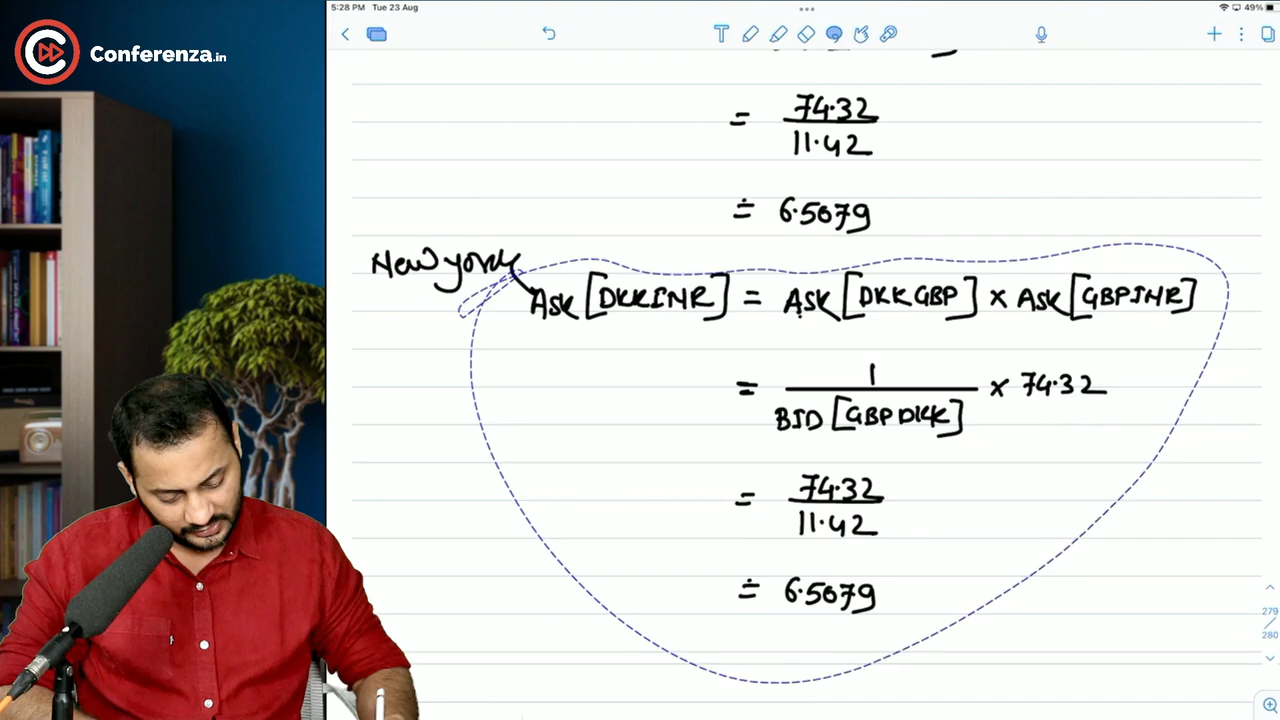 5:28 PM Tue 23 Aug
49%
Conferenza.in
T
= 74.32
11.42
≐ 6.5079
New york
ASK [DKKINR] = ASK [DKKGBP] x ASK [GBPINR]
= 1 x 74.32
BID [GBPDKK]
= 74.32
11.42
≐ 6.5079
279
280